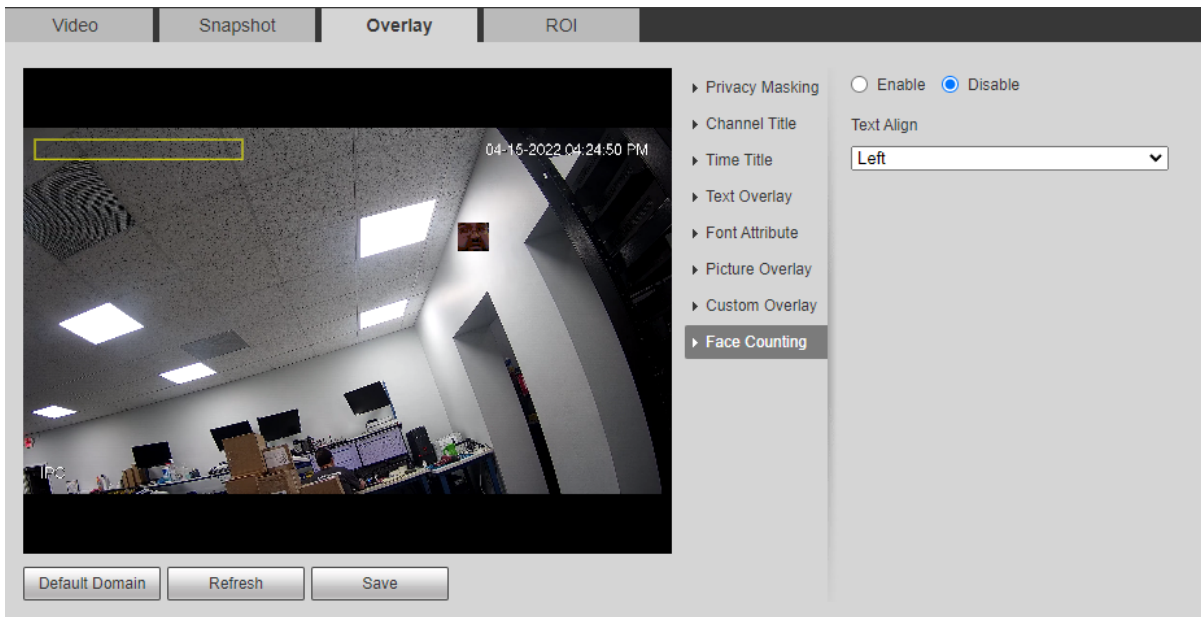 Video
Snapshot
Overlay
ROI
04-15-2022 04:24:50 PM
IPC
Privacy Masking
Channel Title
Time Title
Text Overlay
Font Attribute
Picture Overlay
Custom Overlay
Face Counting
Enable
Disable
Text Align
Left
Default Domain
Refresh
Save